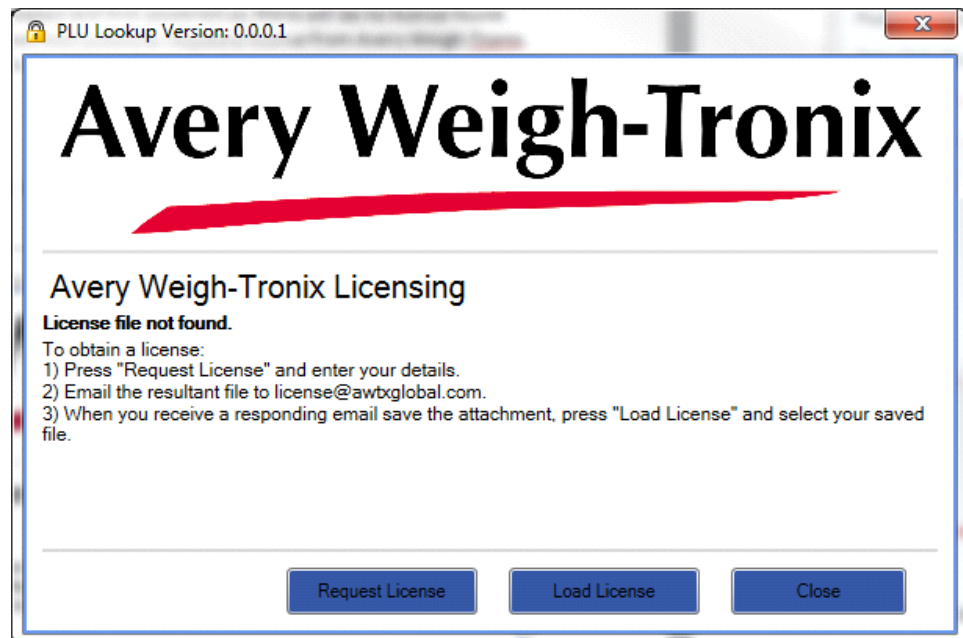 PLU Lookup Version: 0.0.0.1
Avery Weigh-Tronix
Avery Weigh-Tronix Licensing
License file not found.
To obtain a license:
1) Press "Request License" and enter your details.
2) Email the resultant file to license@awtxglobal.com.
3) When you receive a responding email save the attachment, press "Load License" and select your saved
file.
Request License
Load License
Close